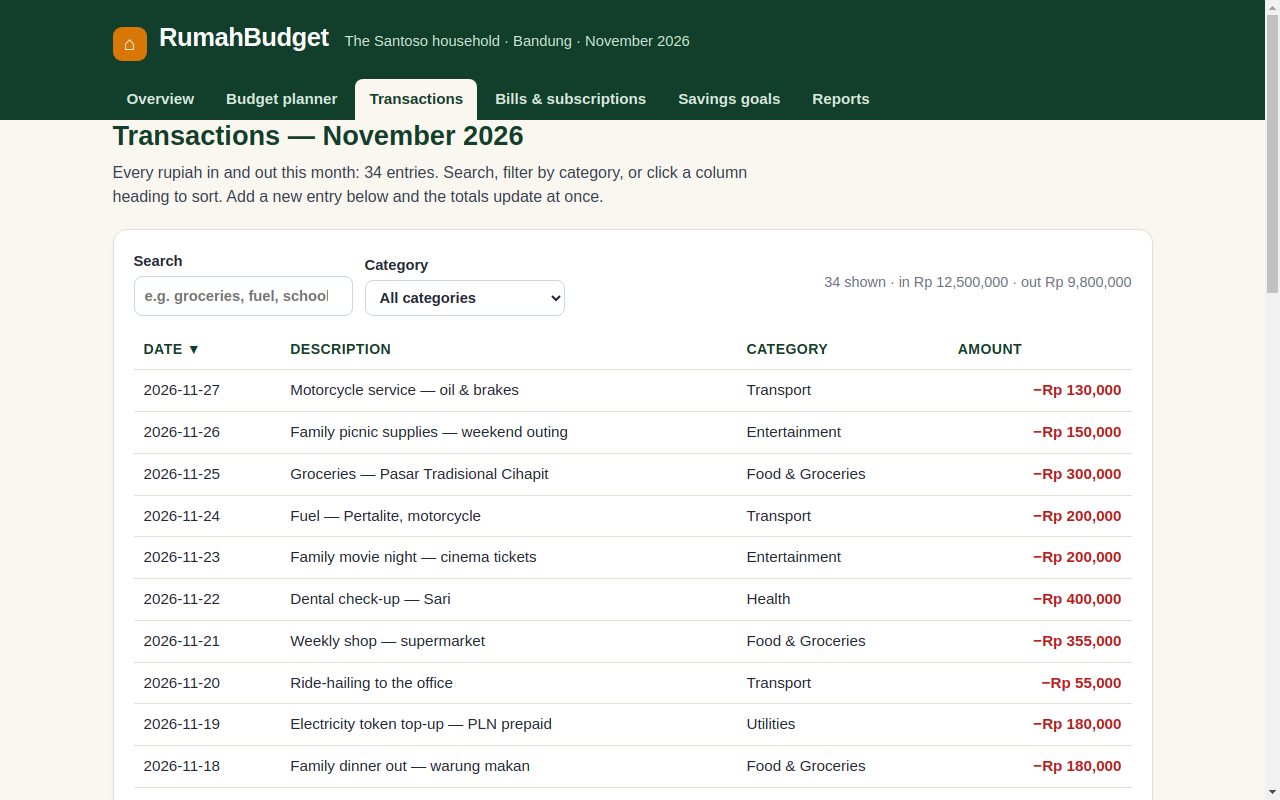 RumahBudget The Santoso household · Bandung · November 2026
Overview Budget planner Transactions Bills & subscriptions Savings goals Reports
Transactions — November 2026
Every rupiah in and out this month: 34 entries. Search, filter by category, or click a column
heading to sort. Add a new entry below and the totals update at once.
Search
Category
e.g. groceries, fuel, school
All categories
34 shown · in Rp 12,500,000 · out Rp 9,800,000
DATE ▼ DESCRIPTION CATEGORY AMOUNT
2026-11-27 Motorcycle service — oil & brakes Transport −Rp 130,000
2026-11-26 Family picnic supplies — weekend outing Entertainment −Rp 150,000
2026-11-25 Groceries — Pasar Tradisional Cihapit Food & Groceries −Rp 300,000
2026-11-24 Fuel — Pertalite, motorcycle Transport −Rp 200,000
2026-11-23 Family movie night — cinema tickets Entertainment −Rp 200,000
2026-11-22 Dental check-up — Sari Health −Rp 400,000
2026-11-21 Weekly shop — supermarket Food & Groceries −Rp 355,000
2026-11-20 Ride-hailing to the office Transport −Rp 55,000
2026-11-19 Electricity token top-up — PLN prepaid Utilities −Rp 180,000
2026-11-18 Family dinner out — warung makan Food & Groceries −Rp 180,000